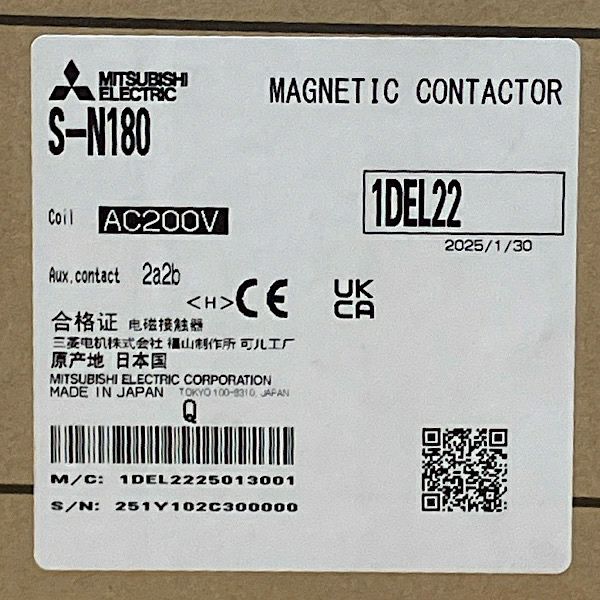 MITSUBISHI
ELECTRIC
MAGNETIC CONTACTOR
S-N180
Coil AC200V
1DEL22
2025/1/30
Aux.contact 2a2b
<H> CE
UK
CA
合格证 电磁接触器
三菱电机株式会社 福山制作所 可儿工厂
原产地 日本国
MITSUBISHI ELECTRIC CORPORATION
MADE IN JAPAN TOKYO 100-8310, JAPAN
Q
M/C: 1DEL2225013001
S/N: 251Y102C300000